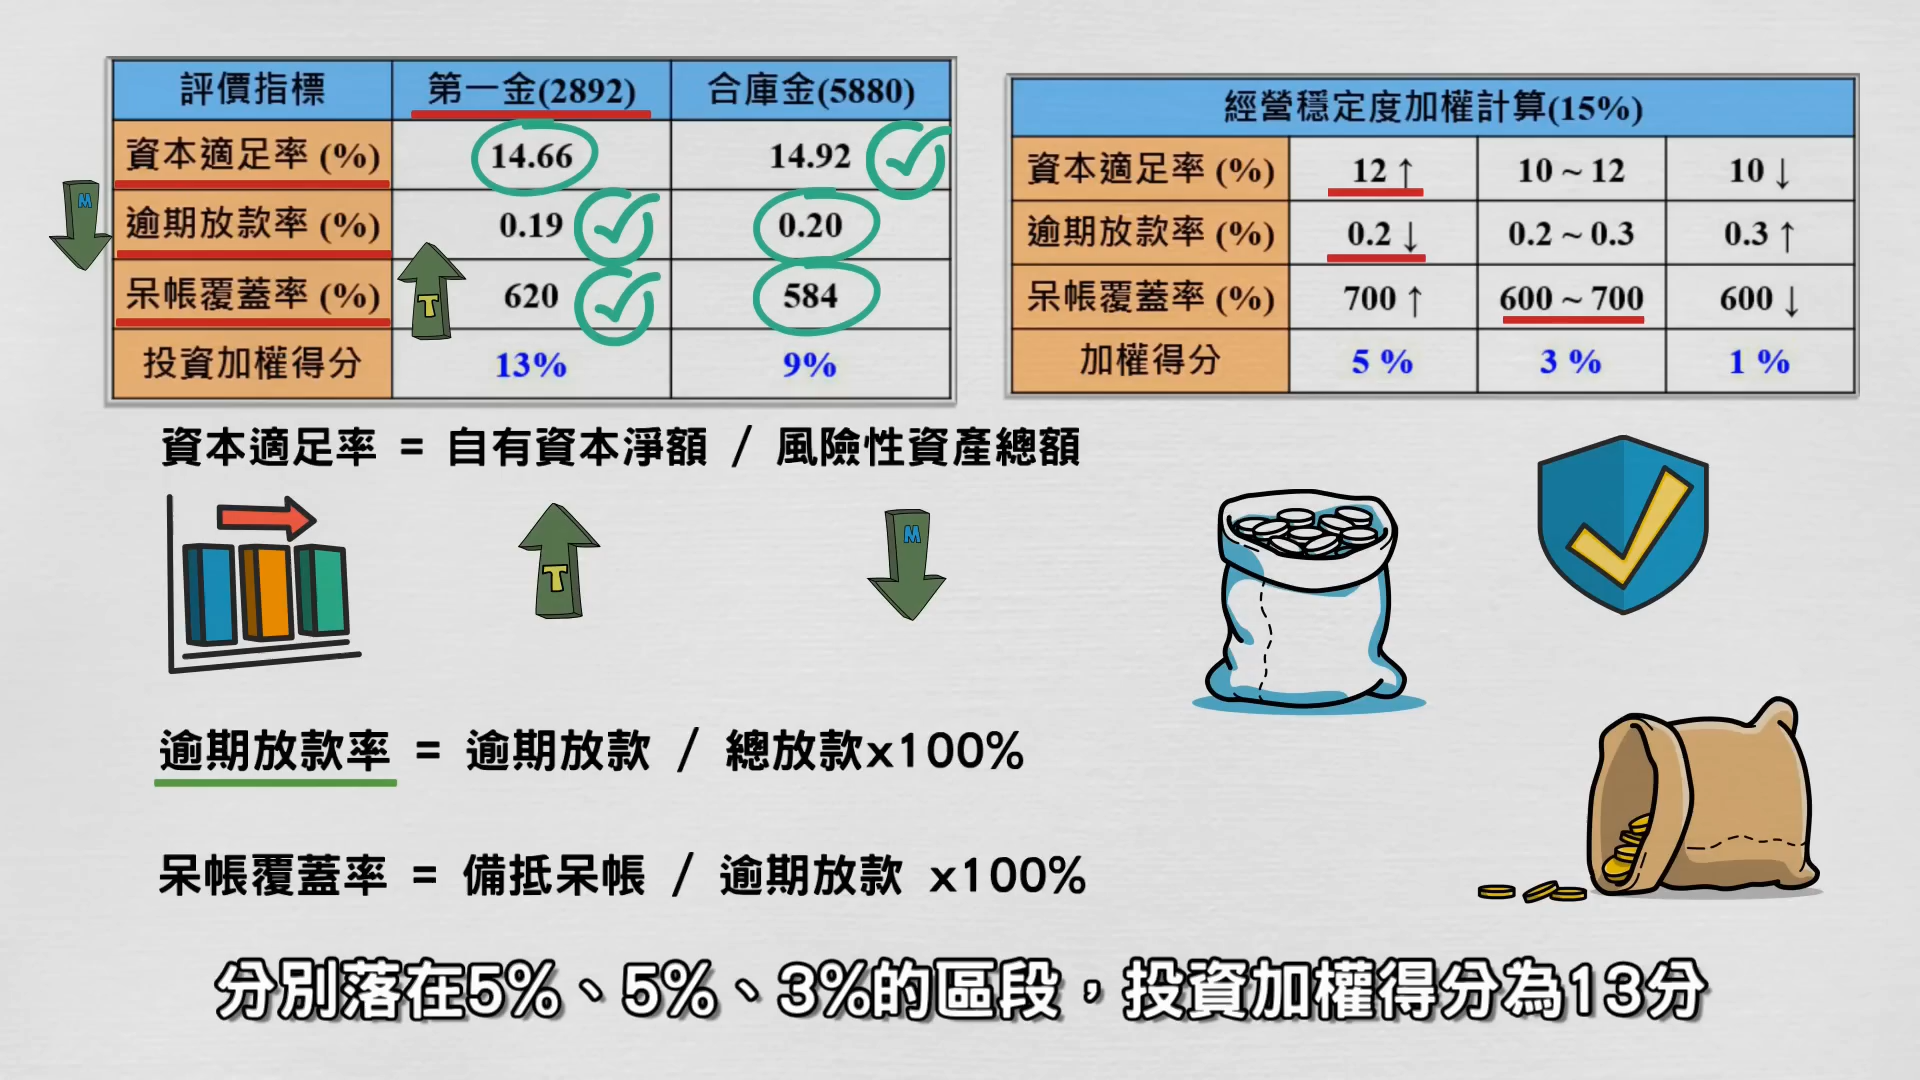 評價指標 第一金(2892) 合庫金(5880)
資本適足率 (%) 14.66 14.92
逾期放款率 (%) 0.19 0.20
呆帳覆蓋率 (%) 620 584
投資加權得分 13% 9%
M
T
經營穩定度加權計算(15%)
資本適足率 (%) 12 ↑ 10 ~ 12 10 ↓
逾期放款率 (%) 0.2 ↓ 0.2 ~ 0.3 0.3 ↑
呆帳覆蓋率 (%) 700 ↑ 600 ~ 700 600 ↓
加權得分 5 % 3 % 1 %
資本適足率 = 自有資本淨額 / 風險性資產總額
T
M
逾期放款率 = 逾期放款 / 總放款x100%
呆帳覆蓋率 = 備抵呆帳 / 逾期放款 x100%
分別落在5%、5%、3%的區段，投資加權得分為13分